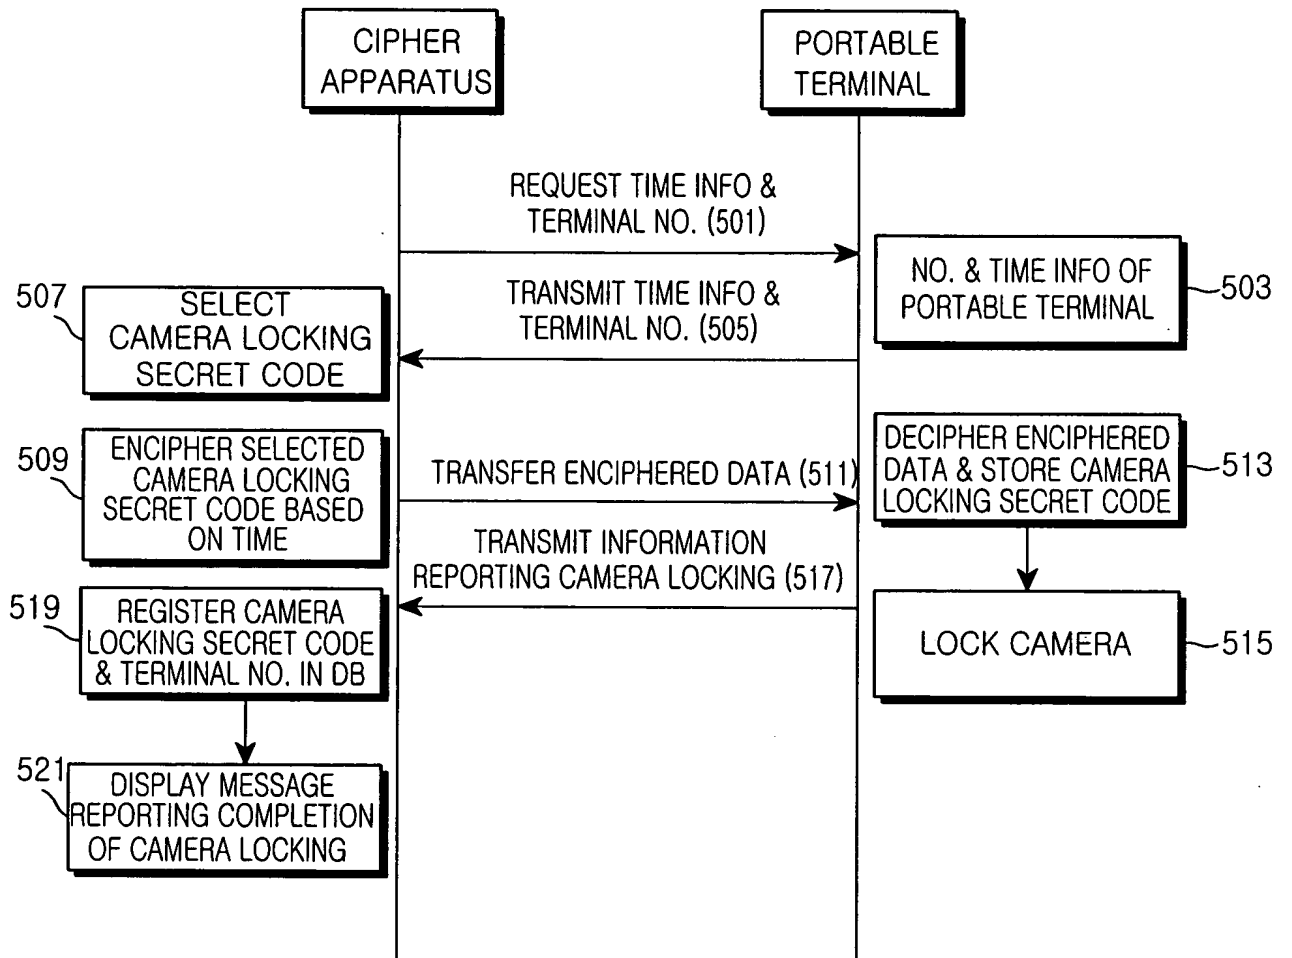 CIPHER
APPARATUS
PORTABLE
TERMINAL
REQUEST TIME INFO &
TERMINAL NO. (501)
NO. & TIME INFO OF
PORTABLE TERMINAL
503
TRANSMIT TIME INFO &
TERMINAL NO. (505)
507
SELECT
CAMERA LOCKING
SECRET CODE
509
ENCIPHER SELECTED
CAMERA LOCKING
SECRET CODE BASED
ON TIME
TRANSFER ENCIPHERED DATA (511)
DECIPHER ENCIPHERED
DATA & STORE CAMERA
LOCKING SECRET CODE
513
LOCK CAMERA
515
TRANSMIT INFORMATION
REPORTING CAMERA LOCKING (517)
519
REGISTER CAMERA
LOCKING SECRET CODE
& TERMINAL NO. IN DB
521
DISPLAY MESSAGE
REPORTING COMPLETION
OF CAMERA LOCKING